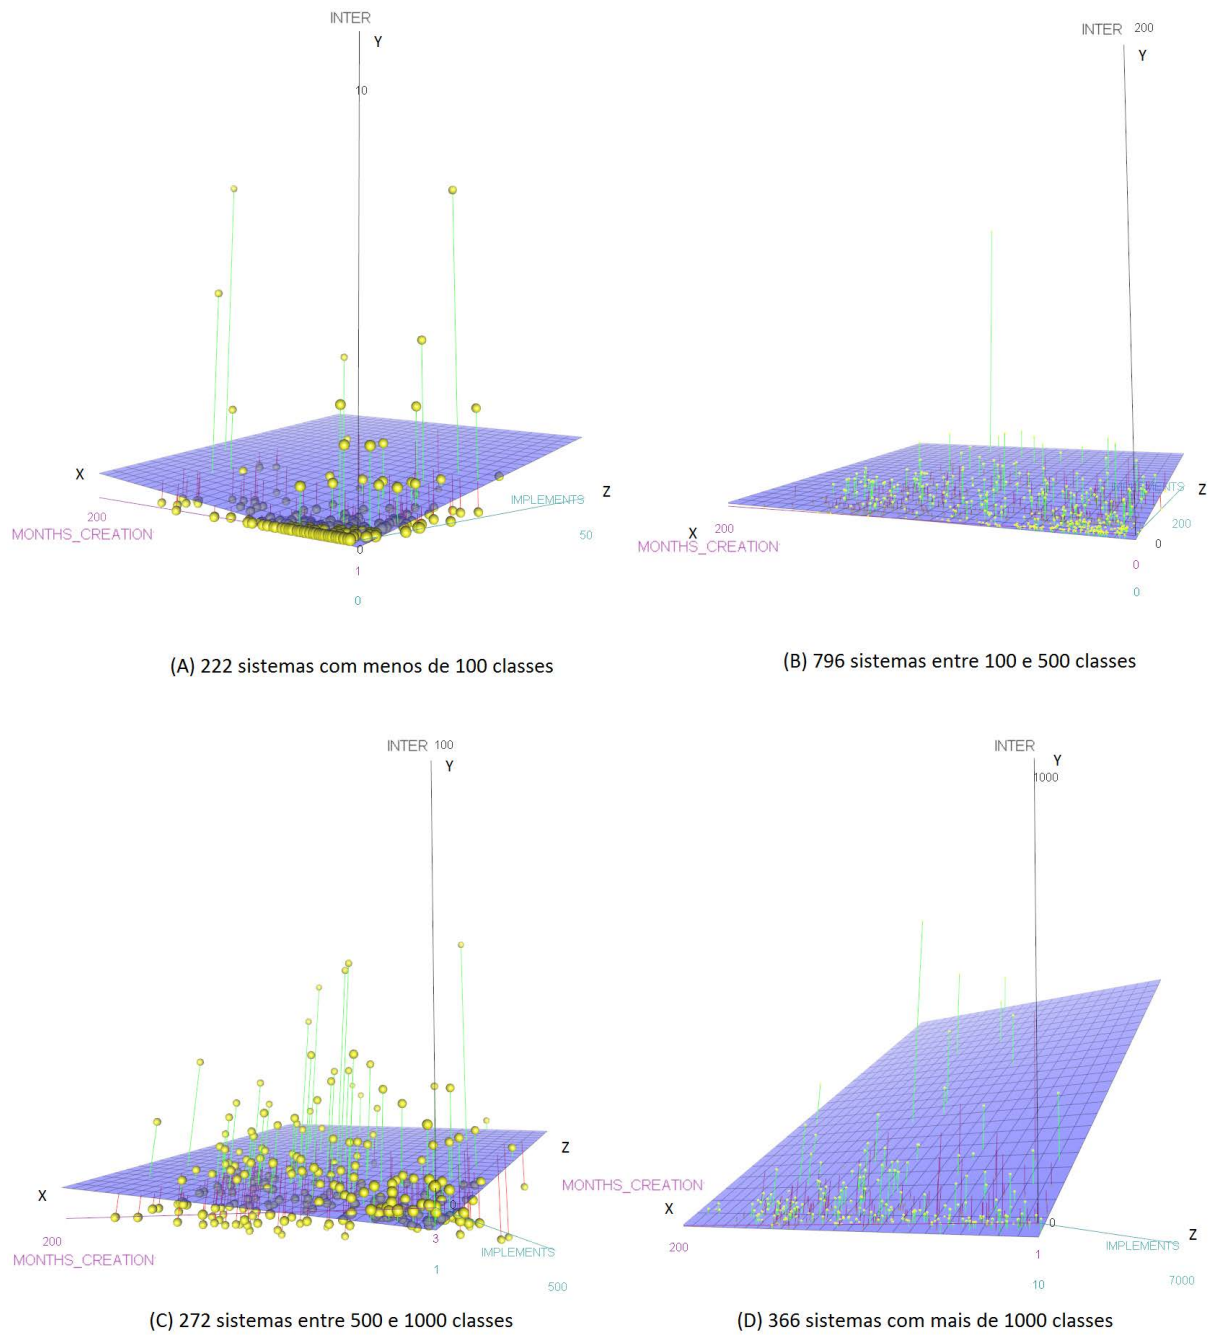 INTER
Y
10
X
200
MONTHS_CREATION
IMPLEMENTS
Z
50
0
1
0
(A) 222 sistemas com menos de 100 classes
INTER 200
Y
X
200
MONTHS_CREATION
IMPLEMENTS
Z
200
0
0
0
(B) 796 sistemas entre 100 e 500 classes
INTER 100
Y
X
200
MONTHS_CREATION
Z
0
3
IMPLEMENTS
1
500
(C) 272 sistemas entre 500 e 1000 classes
INTER
Y
1000
MONTHS_CREATION
X
200
0
1
IMPLEMENTS
Z
10
7000
(D) 366 sistemas com mais de 1000 classes